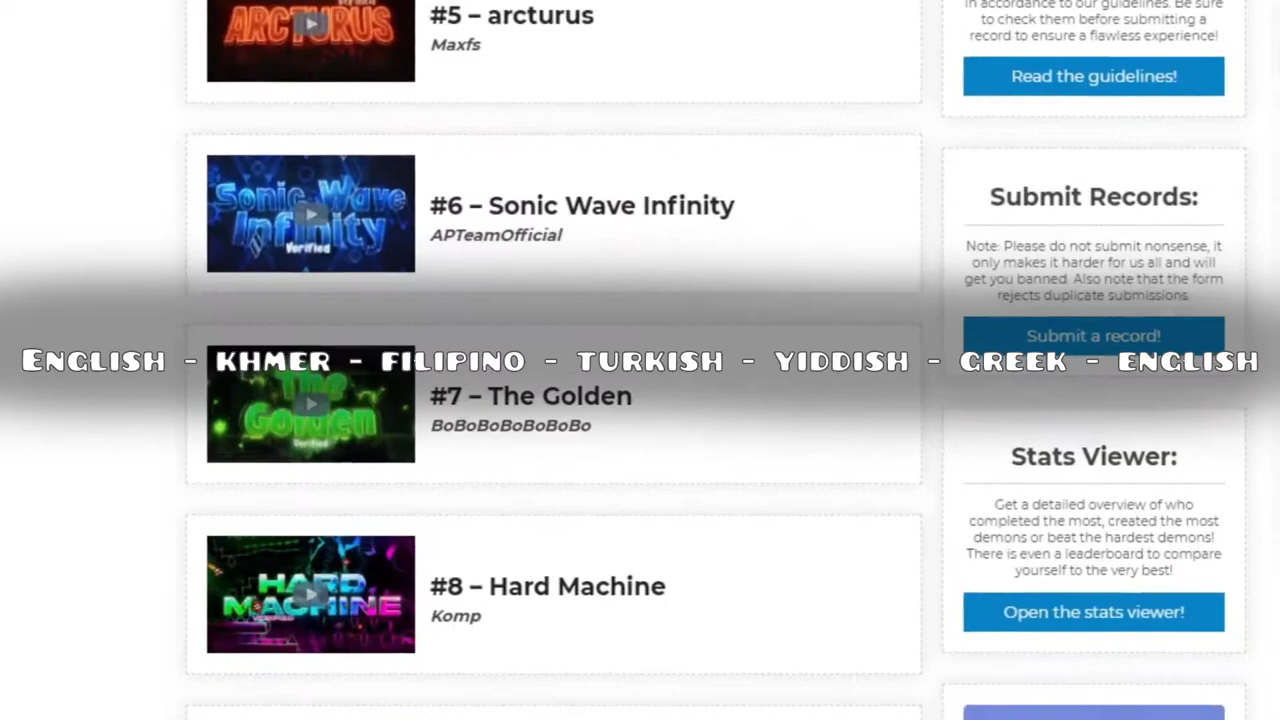 ARCTURUS
#5 – arcturus
Maxfs
Sonic Wave
Infinity
Verified
#6 – Sonic Wave Infinity
APTeamOfficial
ENGLISH - KHMER - FILIPINO - TURKISH - YIDDISH - GREEK - ENGLISH
The
Golden
Verified
#7 – The Golden
BoBoBoBoBoBoBo
HARD
MACHINE
VERIFIED
#8 – Hard Machine
Komp
in accordance to our guidelines. Be sure
to check them before submitting a
record to ensure a flawless experience!
Read the guidelines!
Submit Records:
Note: Please do not submit nonsense, it
only makes it harder for us all and will
get you banned. Also note that the form
rejects duplicate submissions.
Submit a record!
Stats Viewer:
Get a detailed overview of who
completed the most, created the most
demons or beat the hardest demons!
There is even a leaderboard to compare
yourself to the very best!
Open the stats viewer!